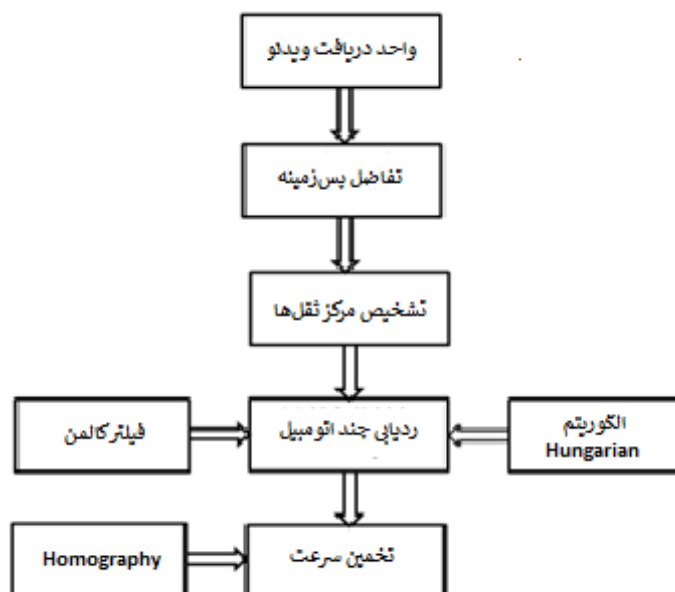 واحد دریافت ویدئو
تفاضل پس‌زمینه
تشخیص مرکز ثقل‌ها
ردیابی چند اتومبیل
فیلتر کالمن
الگوریتم
Hungarian
تخمین سرعت
Homography